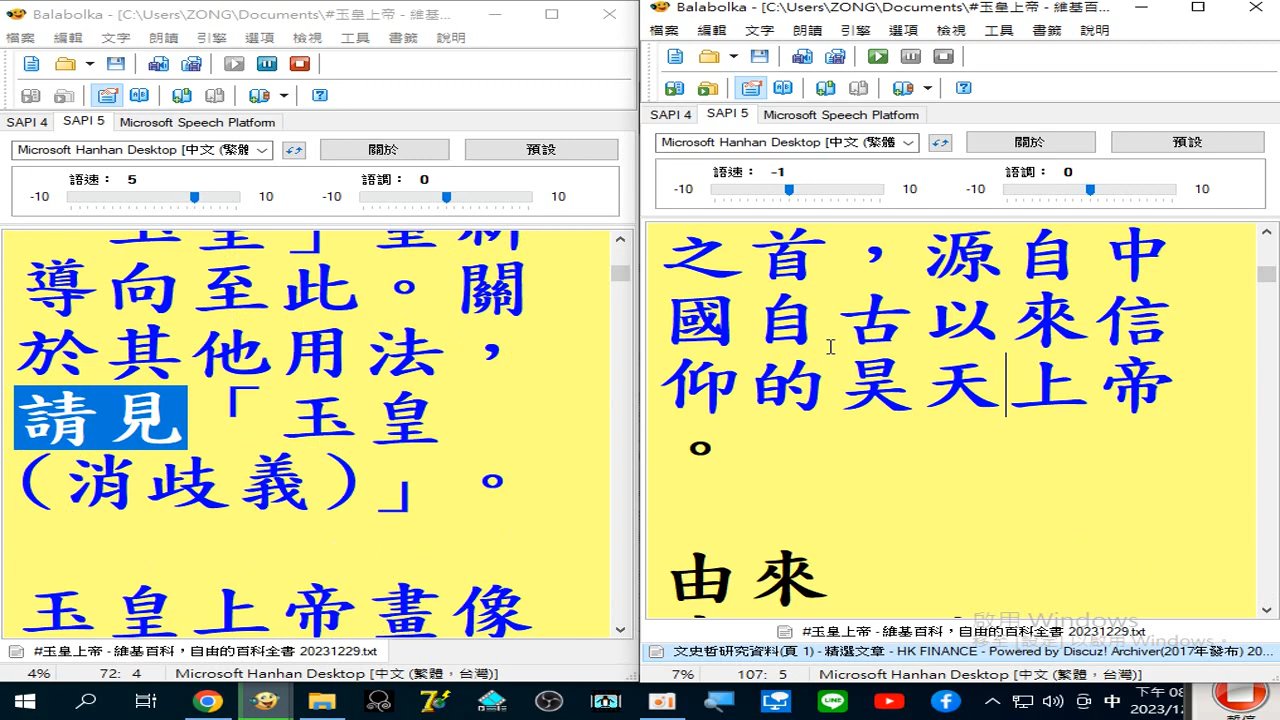 Balabolka - [C:\Users\ZONG\Documents\#玉皇上帝 - 維基...
檔案 編輯 文字 朗讀 引擎 選項 檢視 工具 書籤 說明
SAPI 4 SAPI 5 Microsoft Speech Platform
Microsoft Hanhan Desktop [中文 (繁體 關於 預設
語速： 5 語調： 0
-10 10 -10 10
玉皇」重新
導向至此。關
於其他用法，
請見「玉皇
（消歧義）」。
玉皇上帝畫像
#玉皇上帝 - 維基百科，自由的百科全書 20231229.txt
4% 72: 4 Microsoft Hanhan Desktop [中文 (繁體，台灣)]
Balabolka - [C:\Users\ZONG\Documents\#玉皇上帝 - 維基百...
檔案 編輯 文字 朗讀 引擎 選項 檢視 工具 書籤 說明
SAPI 4 SAPI 5 Microsoft Speech Platform
Microsoft Hanhan Desktop [中文 (繁體 關於 預設
語速： -1 語調： 0
-10 10 -10 10
之首，源自中
國自古以來信
仰的昊天上帝
。
由來
啟用 Windows
#玉皇上帝 - 維基百科，自由的百科全書 20231229.txt
文史哲研究資料(頁 1) - 精選文章 - HK FINANCE - Powered by Discuz! Archiver(2017年發布) 20...
7% 107: 5 Microsoft Hanhan Desktop [中文 (繁體，台灣)]
中
下午 08
2023/12